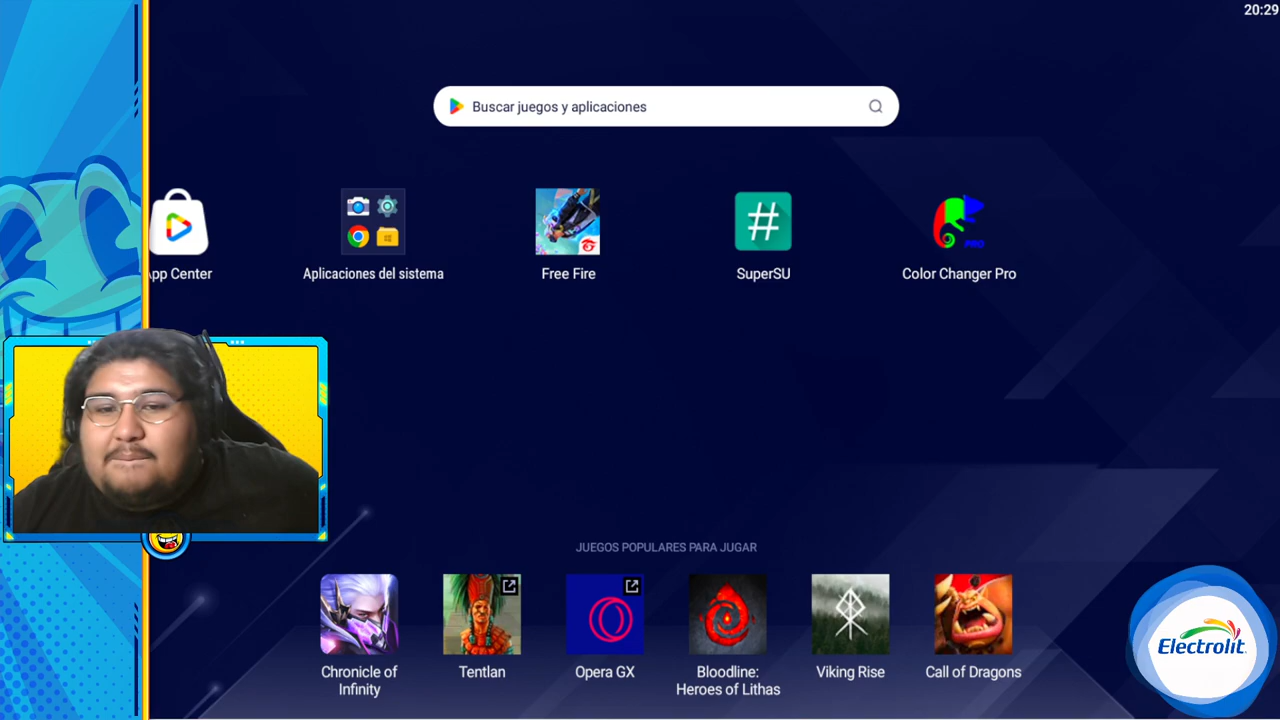 20:29
Buscar juegos y aplicaciones
App Center
Aplicaciones del sistema
Free Fire
#
SuperSU
PRO
Color Changer Pro
JUEGOS POPULARES PARA JUGAR
Chronicle of
Infinity
Tentlan
Opera GX
Bloodline:
Heroes of Lithas
Viking Rise
Call of Dragons
Electrolit